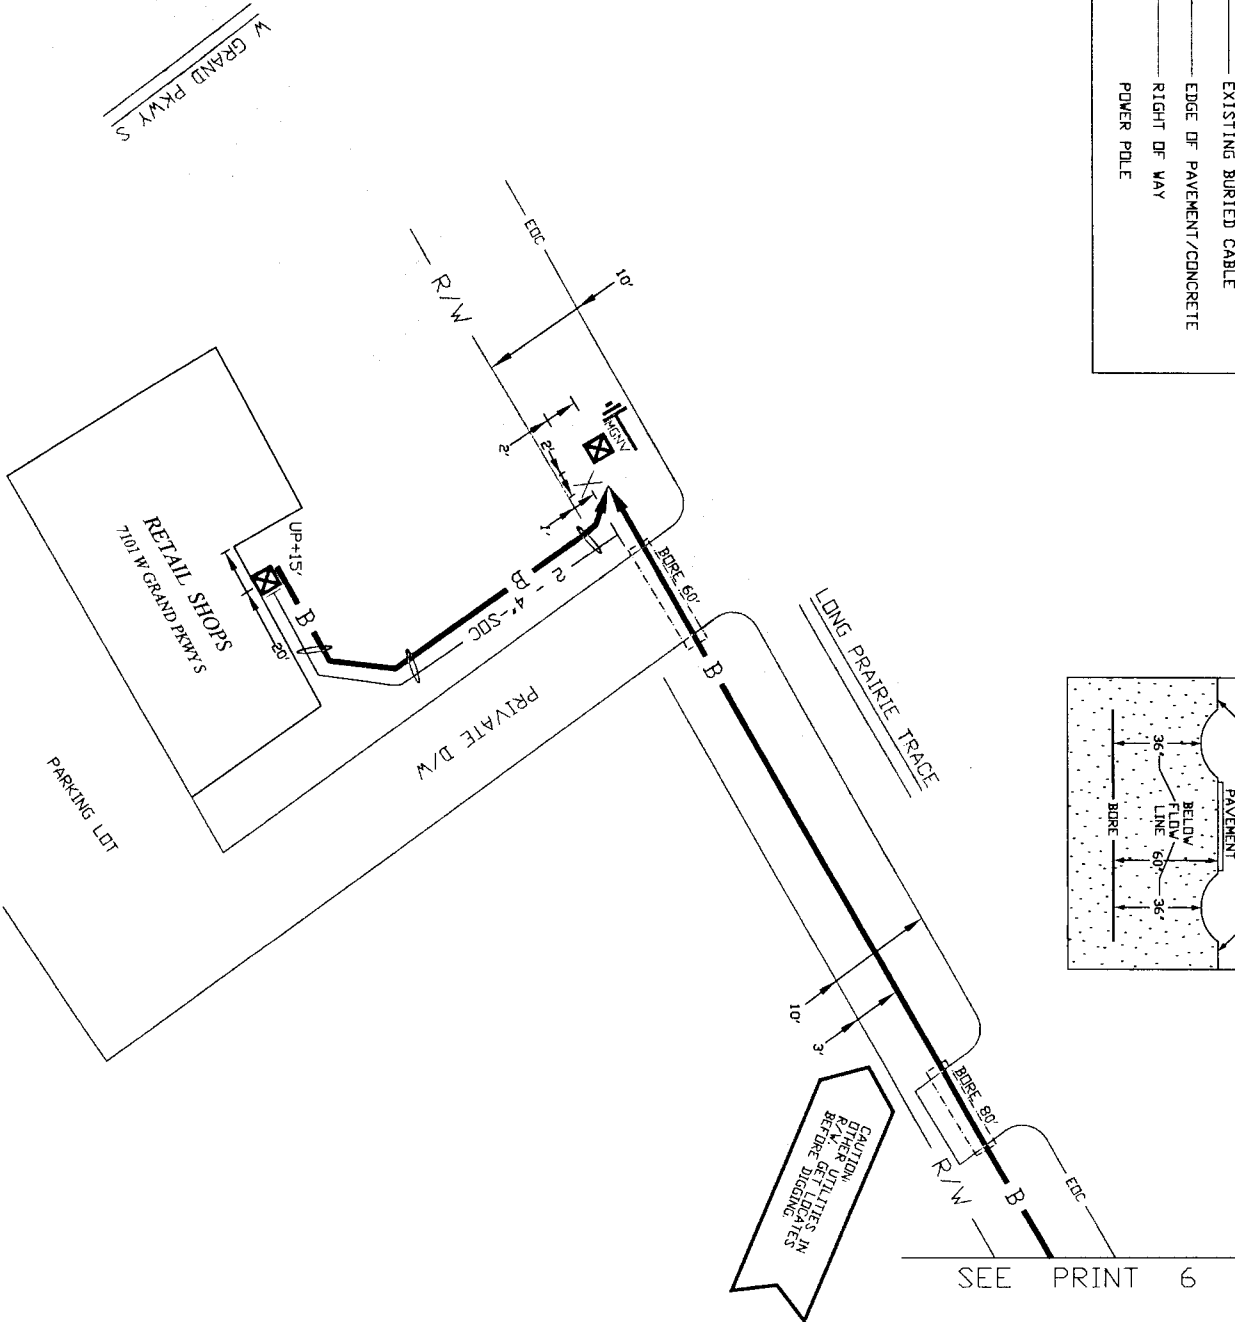 EXISTING BURIED CABLE
EDGE OF PAVEMENT/CONCRETE
RIGHT OF WAY
POWER POLE
W GRAND PKWY S
EOC
R/W
10'
MGNV
2'
2'
1'
BORE 60'
B
LONG PRAIRIE TRACE
PAVEMENT
36"
BELOW
FLOW
LINE
60"
36"
BORE
UP+15'
RETAIL SHOPS
7101 W GRAND PKWY S
20'
B
B
2 - 4"-SOC
PRIVATE D/W
PARKING LOT
10'
3'
CAUTION:
OTHER UTILITIES IN
R/W. GET LOCATES
BEFORE DIGGING.
BORE 80'
R/W
B
EOC
SEE PRINT 6